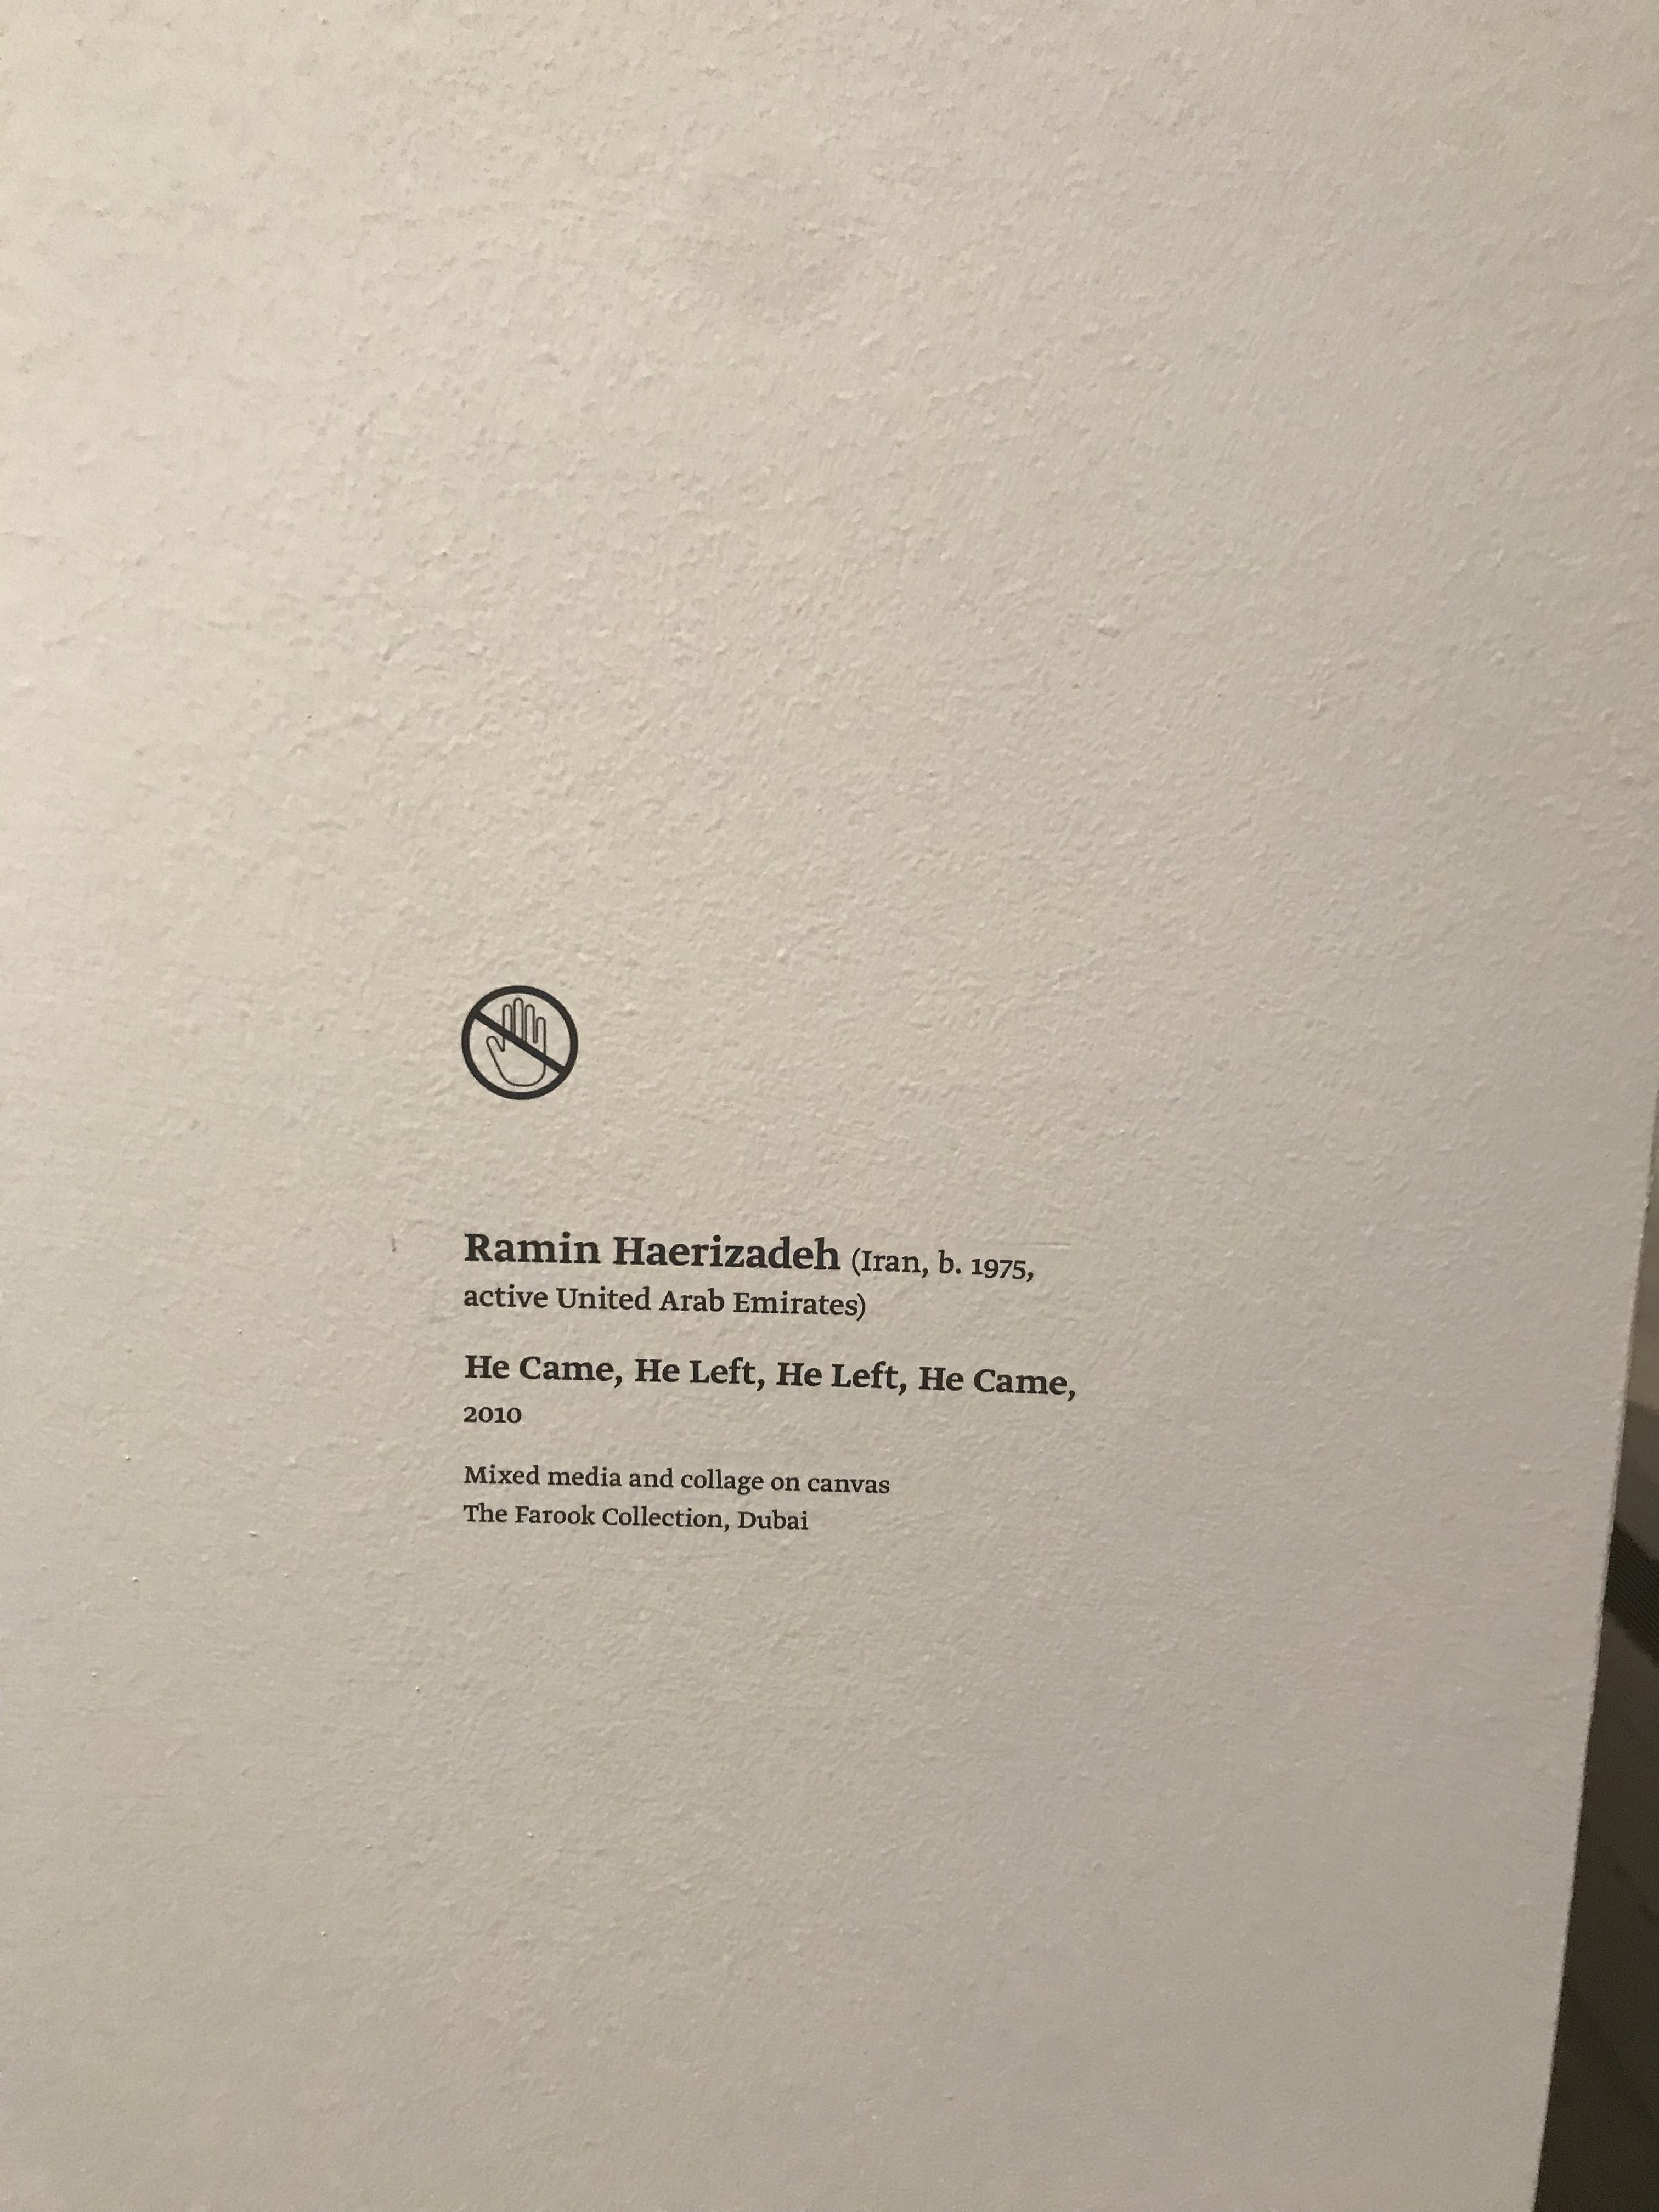 Ramin Haerizadeh (Iran, b. 1975,
active United Arab Emirates)
He Came, He Left, He Left, He Came,
2010
Mixed media and collage on canvas
The Farook Collection, Dubai